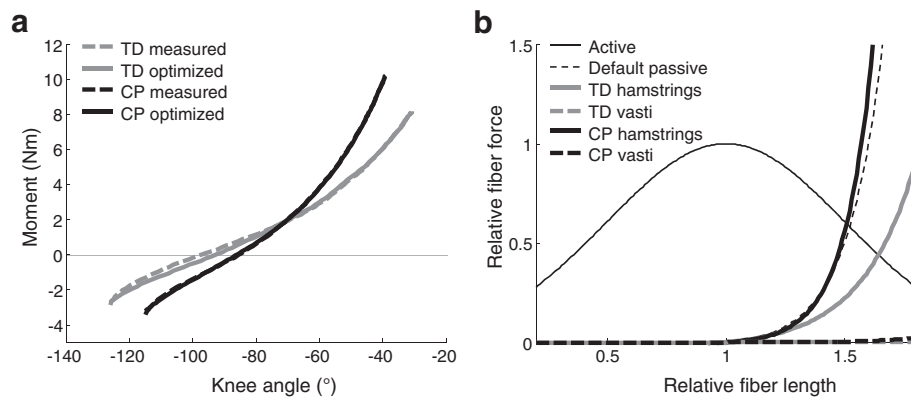 a
TD measured
TD optimized
CP measured
CP optimized
12
10
8
6
4
2
0
-2
-4
Moment (Nm)
-140 -120 -100 -80 -60 -40 -20
Knee angle (°)
b
Active
Default passive
TD hamstrings
TD vasti
CP hamstrings
CP vasti
1.5
1
0.5
0
Relative fiber force
0.5 1 1.5
Relative fiber length